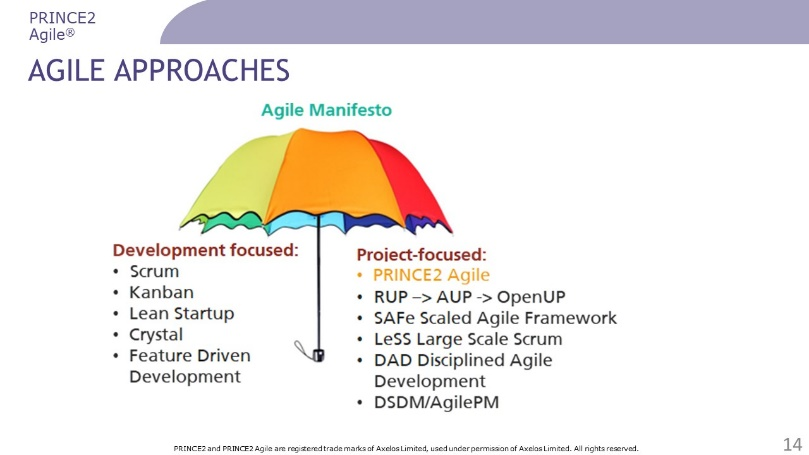 PRINCE2
Agile®
AGILE APPROACHES
Agile Manifesto
Development focused:
• Scrum
• Kanban
• Lean Startup
• Crystal
• Feature Driven
Development
Project-focused:
• PRINCE2 Agile
• RUP –> AUP -> OpenUP
• SAFe Scaled Agile Framework
• LeSS Large Scale Scrum
• DAD Disciplined Agile
Development
• DSDM/AgilePM
PRINCE2 and PRINCE2 Agile are registered trade marks of Axelos Limited, used under permission of Axelos Limited. All rights reserved.
14